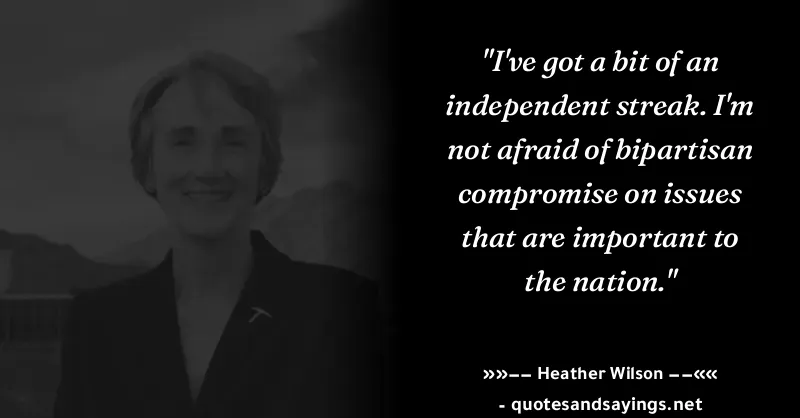 "I've got a bit of an
independent streak. I'm
not afraid of bipartisan
compromise on issues
that are important to
the nation."
»»−− Heather Wilson −−««
- quotesandsayings.net